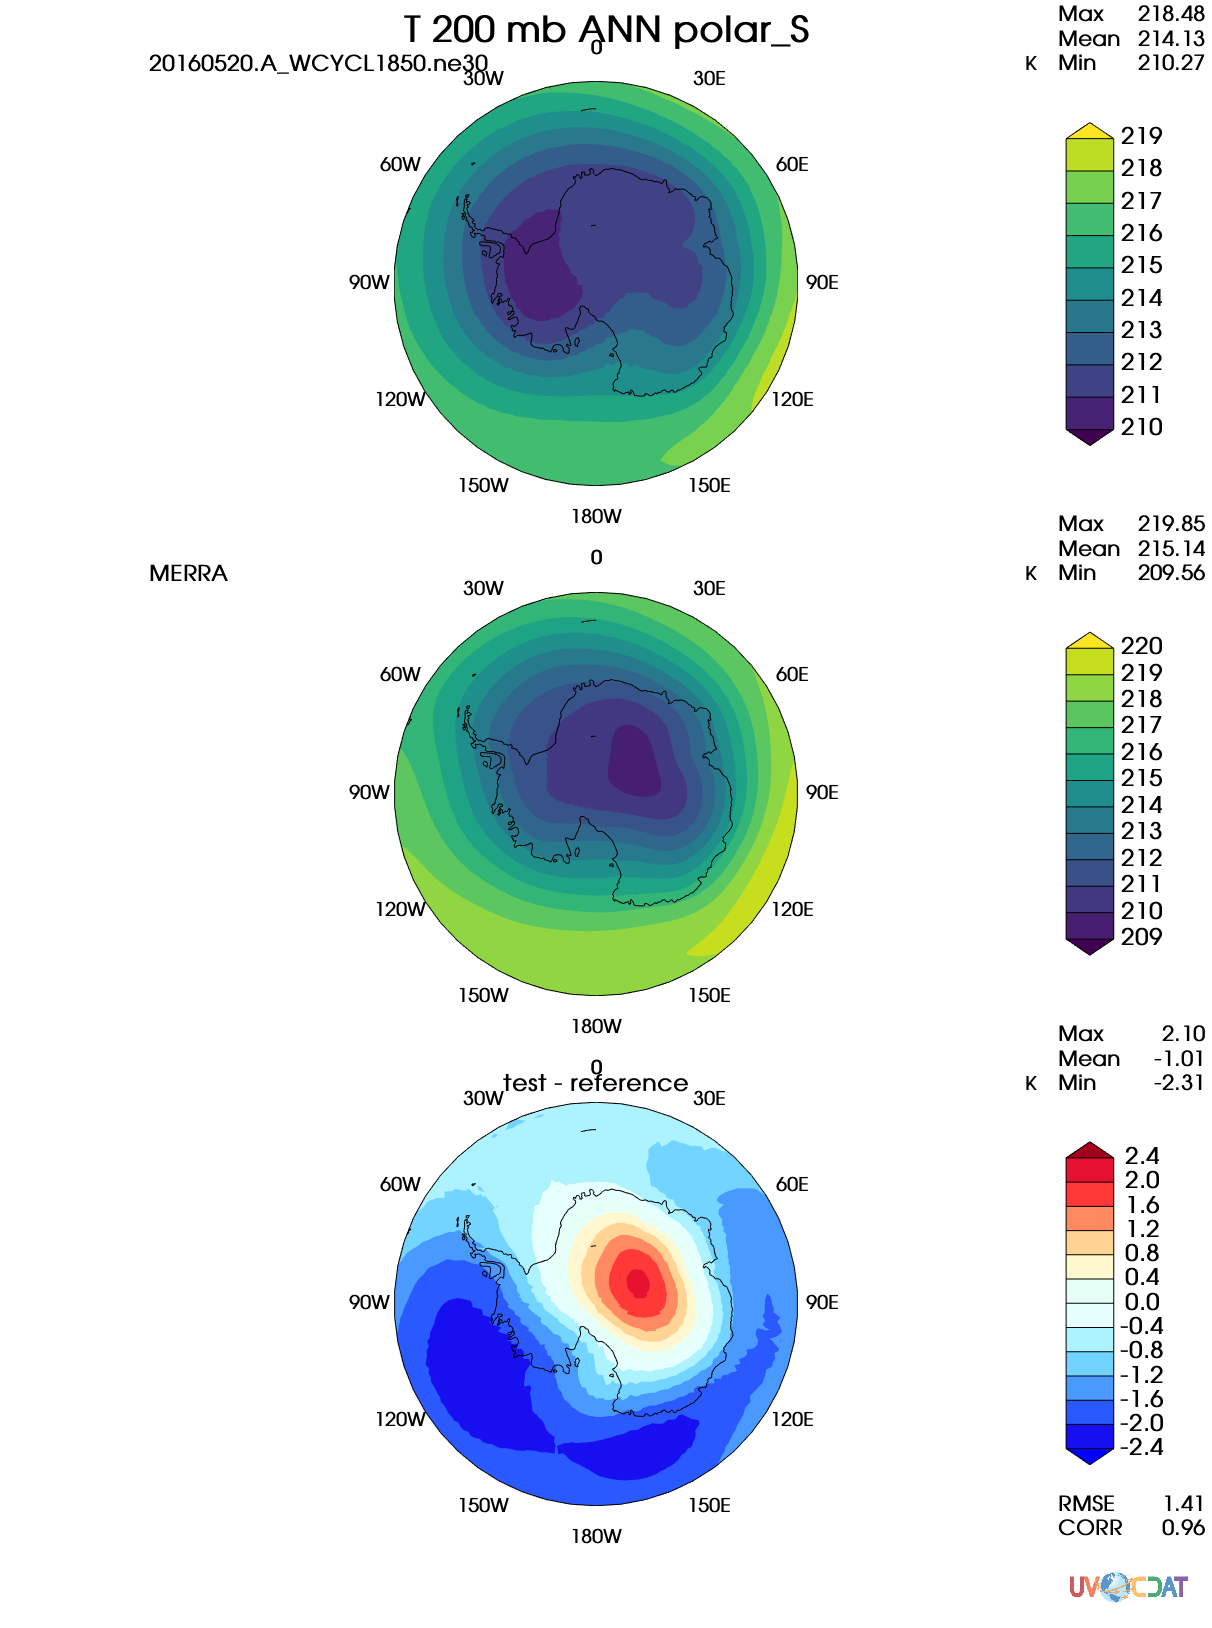 T 200 mb ANN polar_S
20160520.A_WCYCL1850.ne30
Max 218.48
Mean 214.13
K Min 210.27
0
30W 30E
60W 60E
90W 90E
120W 120E
150W 150E
180W
219
218
217
216
215
214
213
212
211
210
MERRA
Max 219.85
Mean 215.14
K Min 209.56
0
30W 30E
60W 60E
90W 90E
120W 120E
150W 150E
180W
220
219
218
217
216
215
214
213
212
211
210
209
test - reference
Max 2.10
Mean -1.01
K Min -2.31
0
30W 30E
60W 60E
90W 90E
120W 120E
150W 150E
180W
2.4
2.0
1.6
1.2
0.8
0.4
0.0
-0.4
-0.8
-1.2
-1.6
-2.0
-2.4
RMSE 1.41
CORR 0.96
UVCDAT